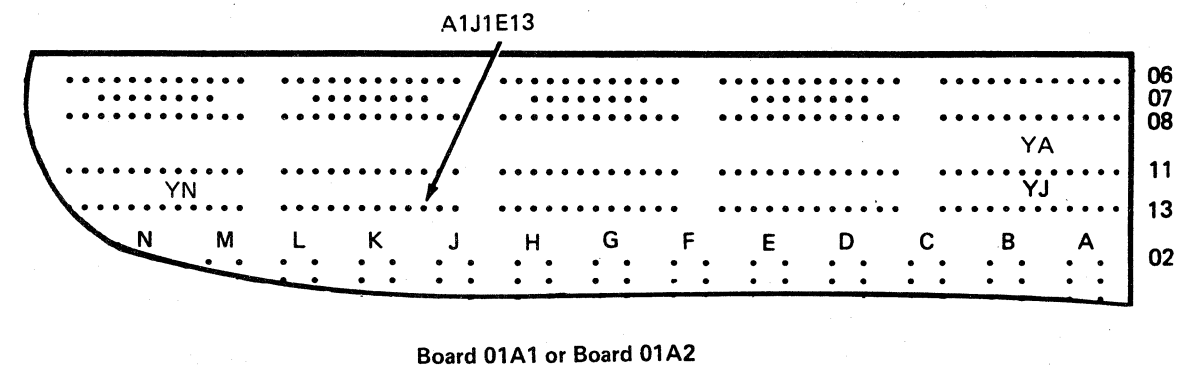 A1J1E13
06
07
08
YA
11
YN YJ
13
N M L K J H G F E D C B A
02
Board 01A1 or Board 01A2